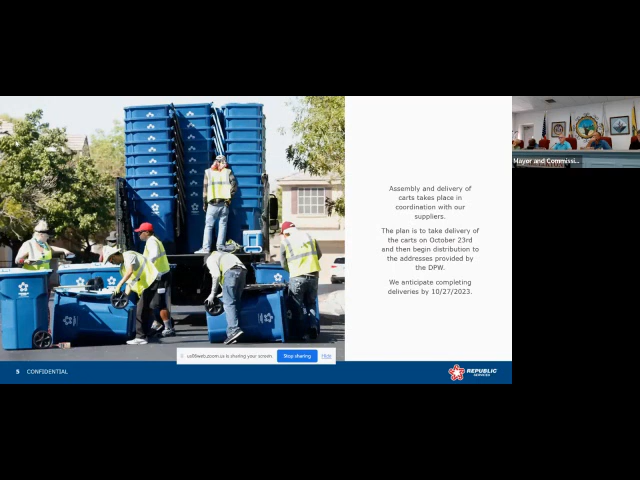 Assembly and delivery of
carts takes place in
coordination with our
suppliers.
The plan is to take delivery of
the carts on October 23rd
and then begin distribution to
the addresses provided by
the DPW.
We anticipate completing
deliveries by 10/27/2023.
Mayor and Commissi...
us06web.zoom.us is sharing your screen.
Stop sharing
Hide
5 CONFIDENTIAL
REPUBLIC
SERVICES